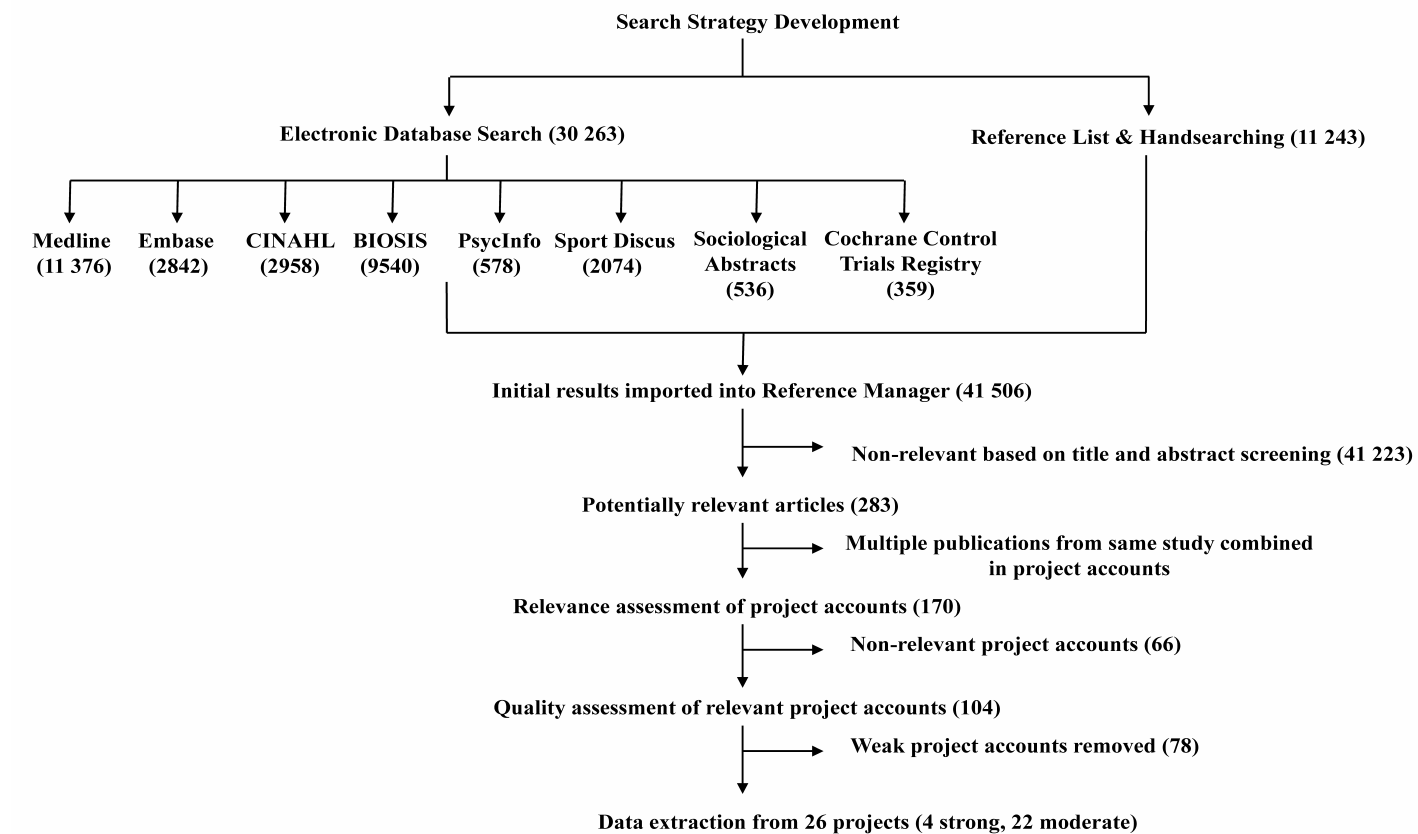 Search Strategy Development
Electronic Database Search (30 263)
Reference List & Handsearching (11 243)
Medline
(11 376)
Embase
(2842)
CINAHL
(2958)
BIOSIS
(9540)
PsycInfo
(578)
Sport Discus
(2074)
Sociological
Abstracts
(536)
Cochrane Control
Trials Registry
(359)
Initial results imported into Reference Manager (41 506)
Non-relevant based on title and abstract screening (41 223)
Potentially relevant articles (283)
Multiple publications from same study combined
in project accounts
Relevance assessment of project accounts (170)
Non-relevant project accounts (66)
Quality assessment of relevant project accounts (104)
Weak project accounts removed (78)
Data extraction from 26 projects (4 strong, 22 moderate)